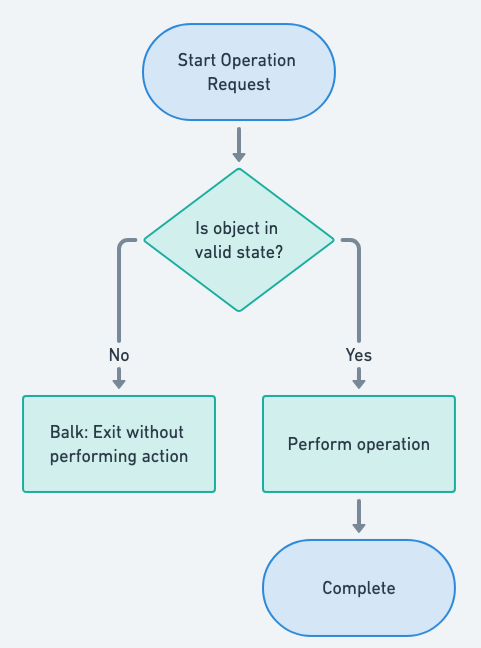 Start Operation
Request
Is object in
valid state?
No
Yes
Balk: Exit without
performing action
Perform operation
Complete